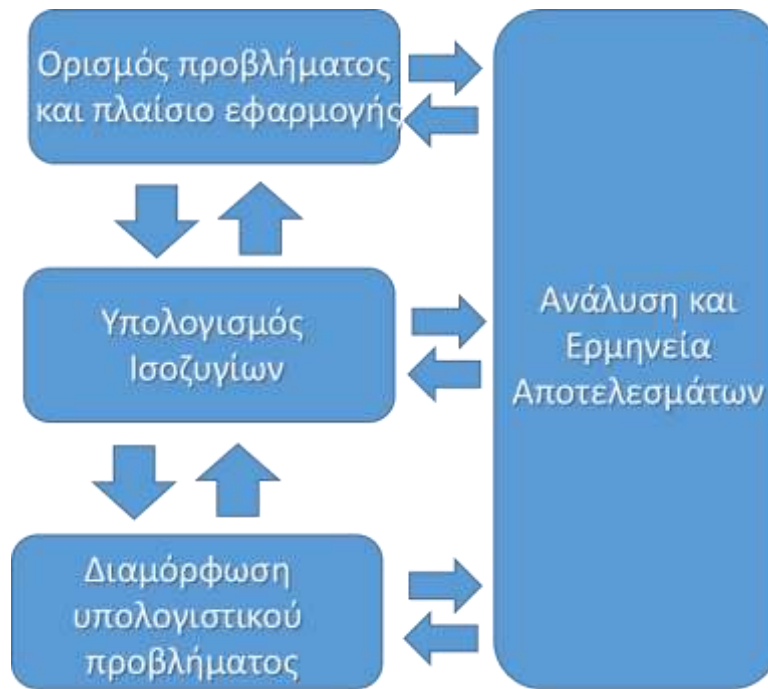 Ορισμός προβλήματος
και πλαίσιο εφαρμογής
Υπολογισμός
Ισοζυγίων
Διαμόρφωση
υπολογιστικού
προβλήματος
Ανάλυση και
Ερμηνεία
Αποτελεσμάτων